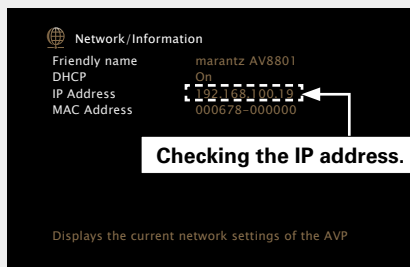 Network/Information
Friendly name marantz AV8801
DHCP On
IP Address 192.168.100.19
MAC Address 000678-000000
Checking the IP address.
Displays the current network settings of the AVP